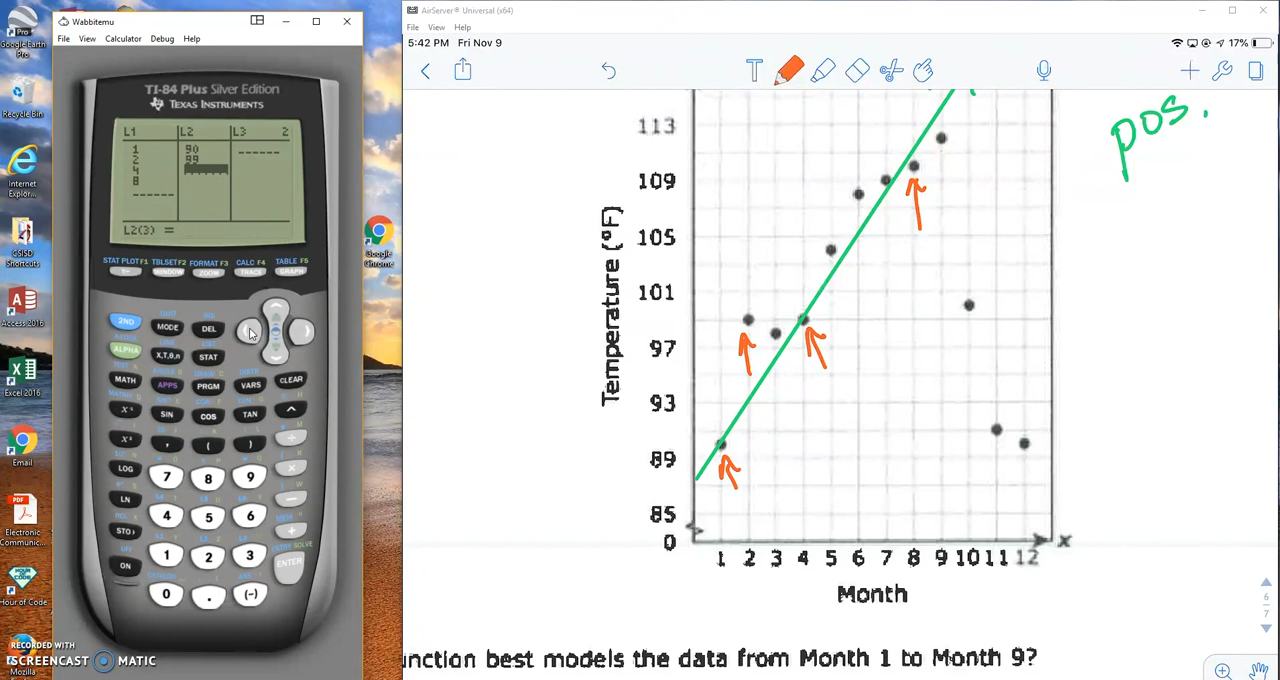 Wabbitemu
File View Calculator Debug Help
TI-84 Plus Silver Edition
TEXAS INSTRUMENTS
L1 L2 L3 2
1 90 ------
2 99
4
8
------
L2(3) =
STAT PLOT F1 TBLSET F2 FORMAT F3 CALC F4 TABLE F5
Y= WINDOW ZOOM TRACE GRAPH
2ND MODE DEL
ALPHA X,T,θ,n STAT
MATH APPS PRGM VARS CLEAR
x⁻¹ SIN COS TAN ^
x² , ( ) ÷
LOG 7 8 9 ×
LN 4 5 6 −
STO› 1 2 3 +
ON 0 . (−) ENTER
Google Earth Pro
Recycle Bin
Internet Explor...
CSISD Shortcuts
Access 2016
Excel 2016
Email
Electronic Communic...
Hour of Code
Mozilla
Google Chrome
RECORDED WITH
SCREENCAST MATIC
AirServer® Universal (x64)
File View Help
5:42 PM Fri Nov 9
17%
pos.
113
109
105
101
97
93
89
85
0
Temperature (°F)
1 2 3 4 5 6 7 8 9 10 11 12
x
Month
6
7
unction best models the data from Month 1 to Month 9?